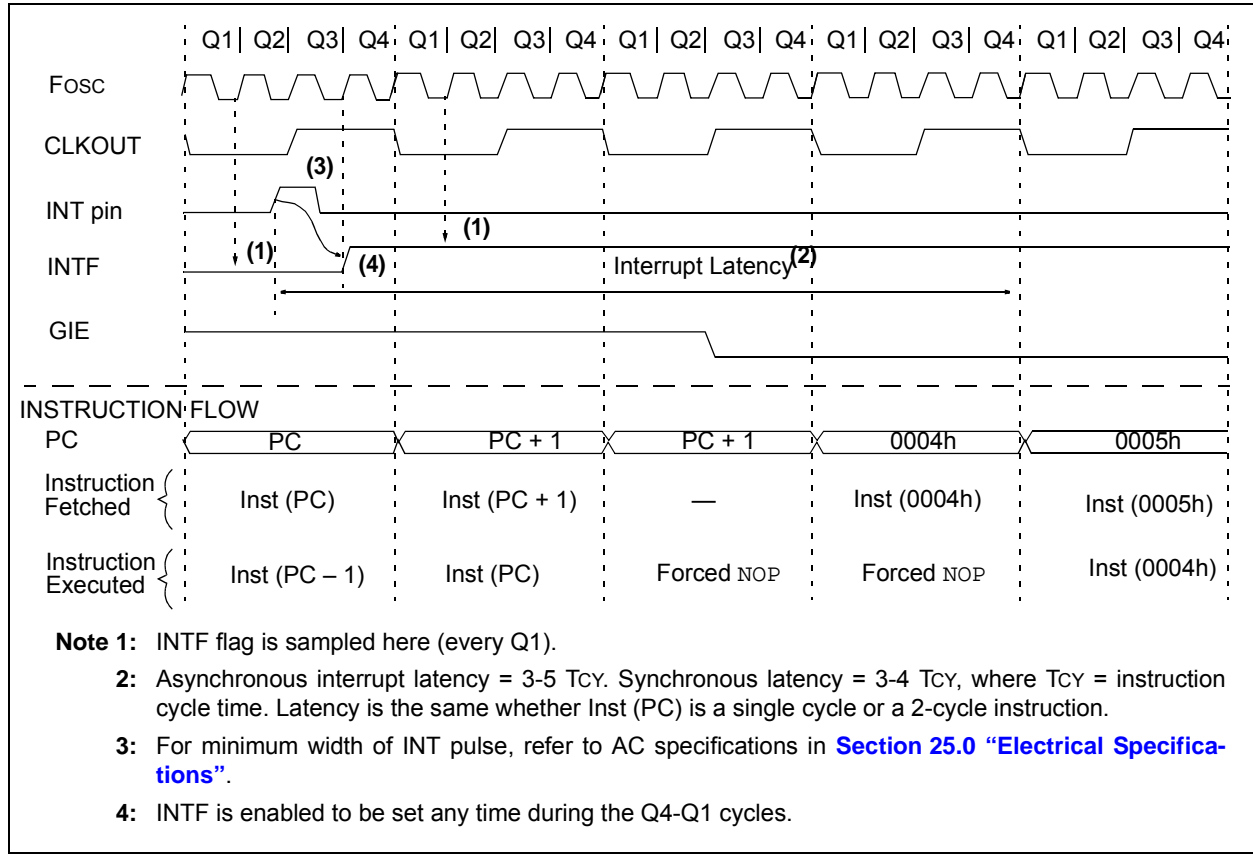 Q1| Q2| Q3| Q4 Q1| Q2| Q3| Q4 Q1| Q2| Q3| Q4 Q1| Q2| Q3| Q4 Q1| Q2| Q3| Q4
FOSC
CLKOUT
(3)
INT pin
(1) (1)
INTF (4) Interrupt Latency(2)
GIE
INSTRUCTION FLOW
PC PC PC + 1 PC + 1 0004h 0005h
Instruction
Fetched Inst (PC) Inst (PC + 1) — Inst (0004h) Inst (0005h)
Instruction
Executed Inst (PC – 1) Inst (PC) Forced NOP Forced NOP Inst (0004h)
Note 1: INTF flag is sampled here (every Q1).
2: Asynchronous interrupt latency = 3-5 TCY. Synchronous latency = 3-4 TCY, where TCY = instruction
cycle time. Latency is the same whether Inst (PC) is a single cycle or a 2-cycle instruction.
3: For minimum width of INT pulse, refer to AC specifications in Section 25.0 “Electrical Specifica-
tions”.
4: INTF is enabled to be set any time during the Q4-Q1 cycles.